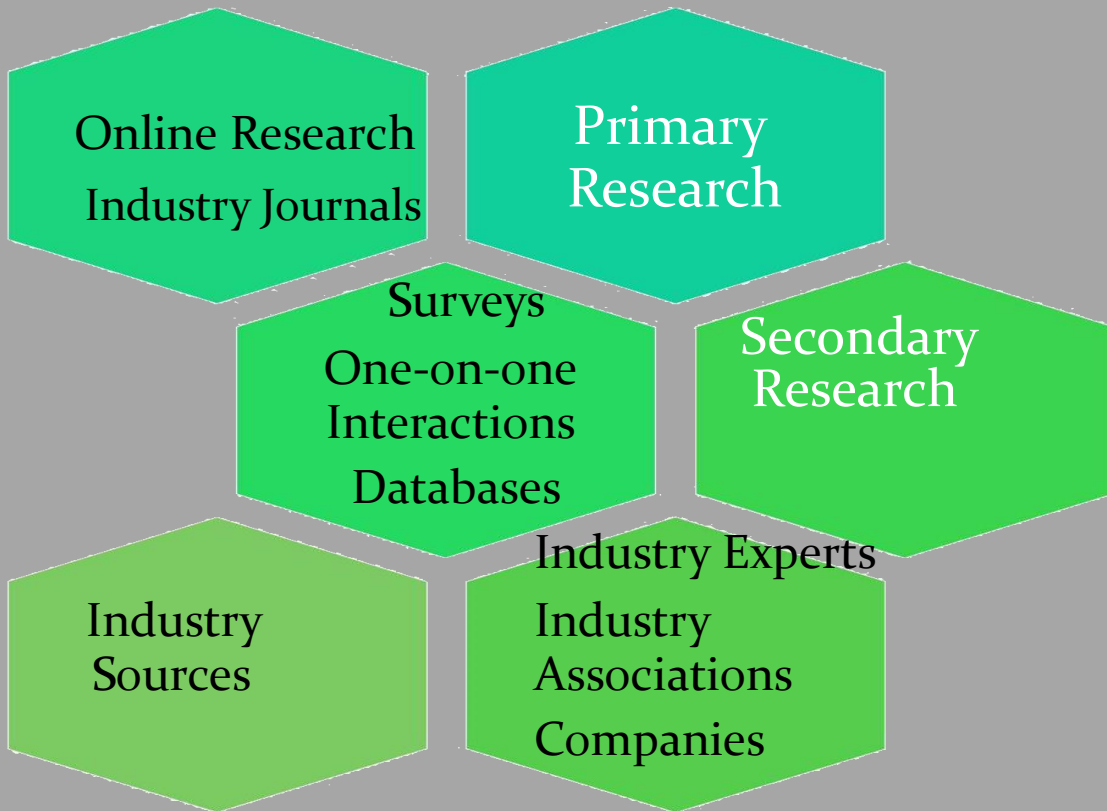 Online Research
Industry Journals
Primary
Research
Surveys
One-on-one
Interactions
Databases
Secondary
Research
Industry
Sources
Industry Experts
Industry
Associations
Companies